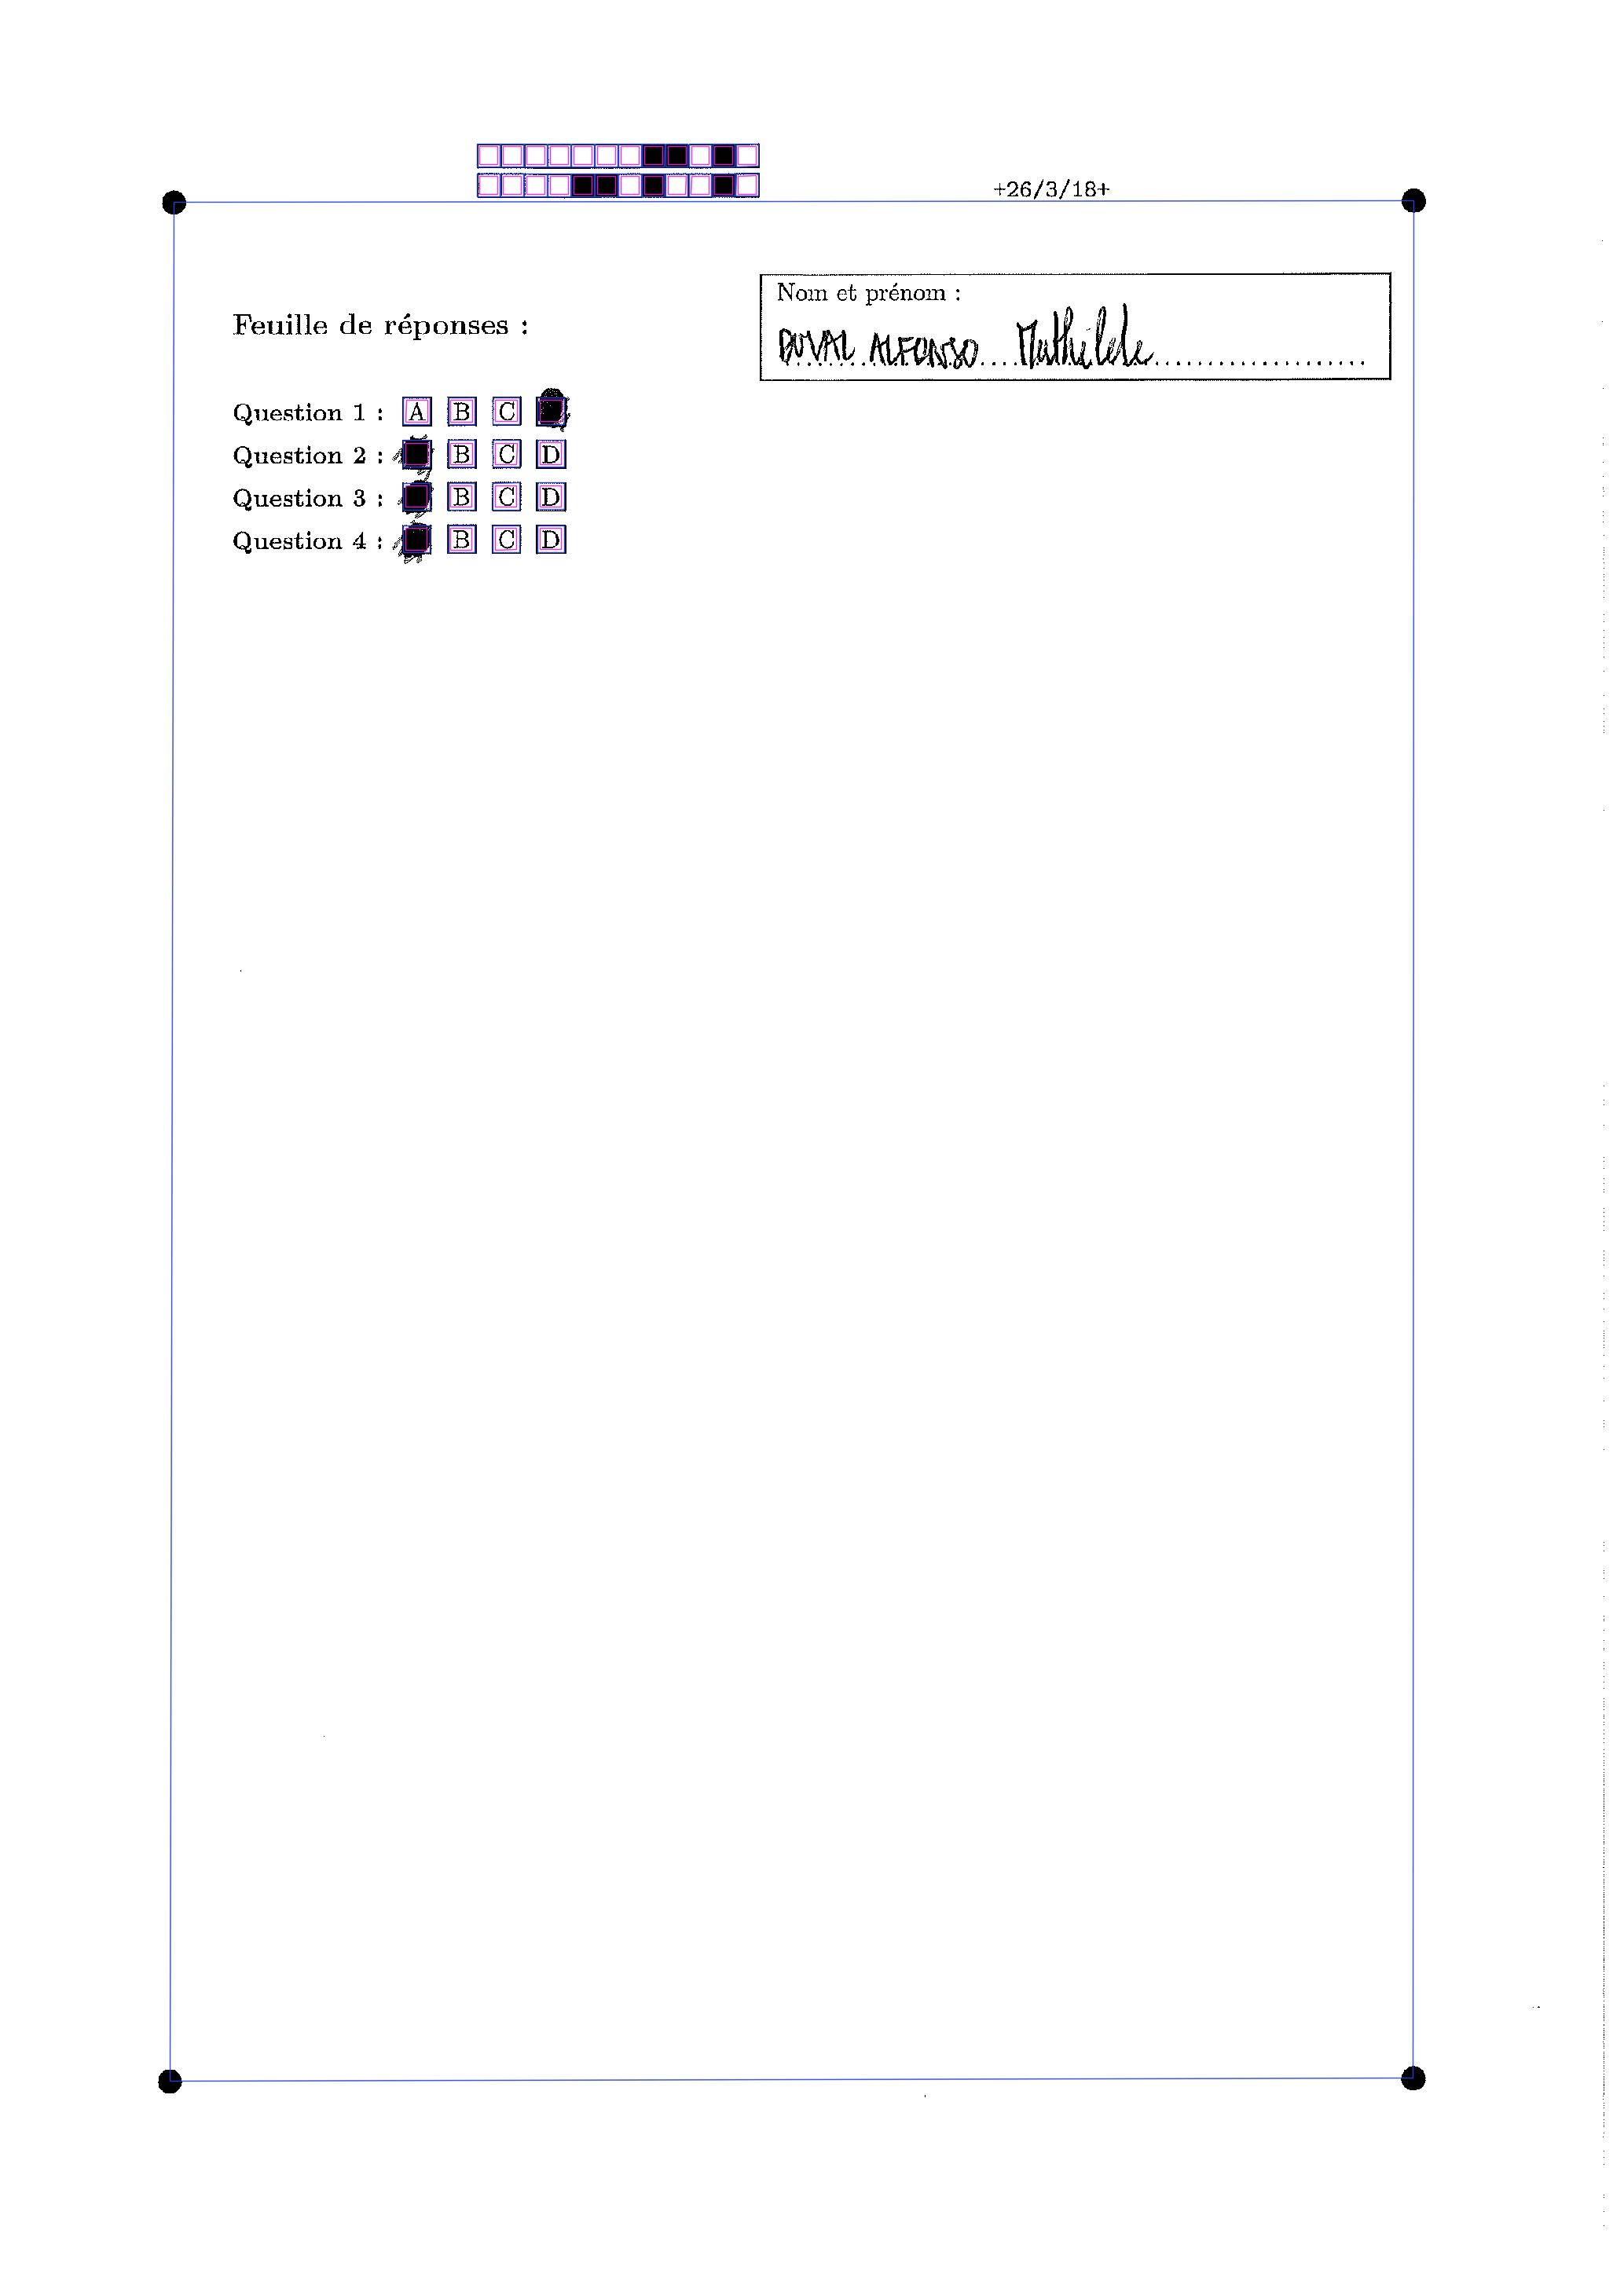 +26/3/18+
Nom et prénom :
DUVAL ALFONSO Mathilde
Feuille de réponses :
Question 1 : A B C
Question 2 : B C D
Question 3 : B C D
Question 4 : B C D